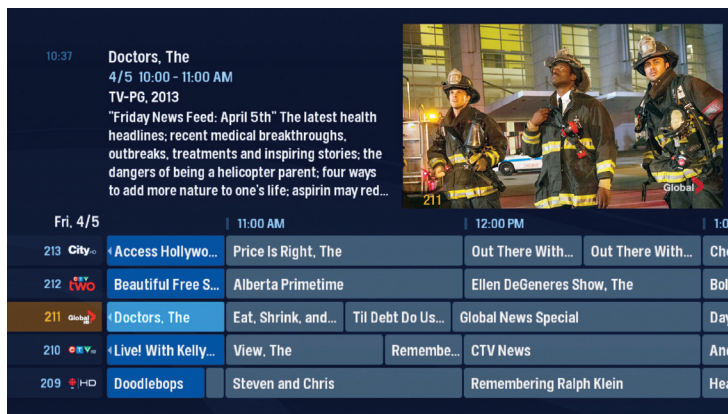 10:37
Doctors, The
4/5 10:00 - 11:00 AM
TV-PG, 2013
"Friday News Feed: April 5th" The latest health
headlines; recent medical breakthroughs,
outbreaks, treatments and inspiring stories; the
dangers of being a helicopter parent; four ways
to add more nature to one's life; aspirin may red...
211
Global
Fri. 4/5 11:00 AM 12:00 PM
213 City HD Access Hollywo... Price Is Right, The Out There With... Out There With...
212 CTV two Beautiful Free S... Alberta Primetime Ellen DeGeneres Show, The
211 Global HD Doctors, The Eat, Shrink, and... Til Debt Do Us... Global News Special
210 CTV HD Live! With Kelly... View, The Remembe... CTV News
209 HD Doodlebops Steven and Chris Remembering Ralph Klein